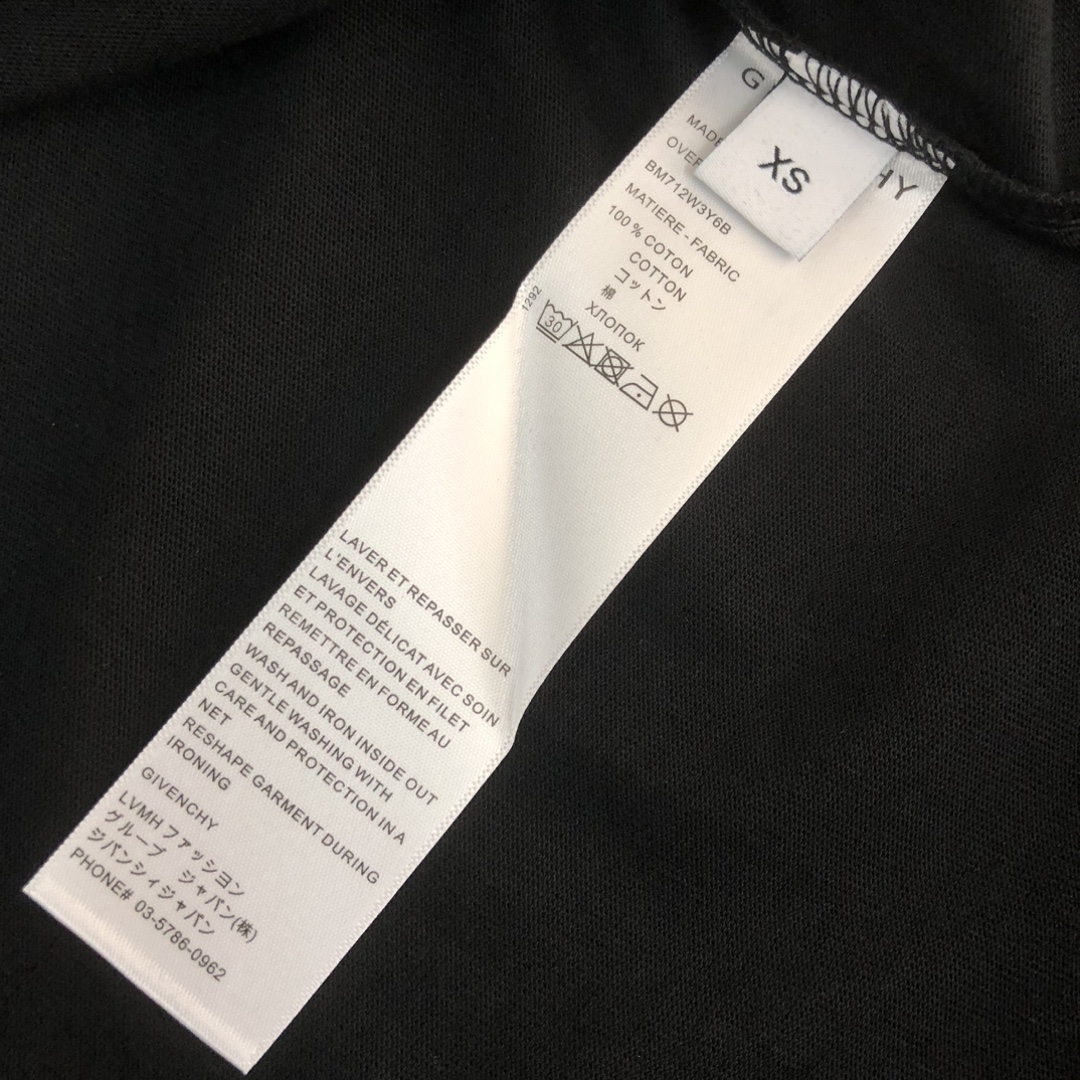 G
HY
XS
MADE
OVER
BM712W3Y6B
MATIERE - FABRIC
100 % COTON
COTTON
コットン
棉
ХЛОПОК
1292
30
LAVER ET REPASSER SUR
L'ENVERS
LAVAGE DÉLICAT AVEC SOIN
ET PROTECTION EN FILET
REMETTRE EN FORME AU
REPASSAGE
WASH AND IRON INSIDE OUT
GENTLE WASHING WITH
CARE AND PROTECTION IN A
NET
RESHAPE GARMENT DURING
IRONING
GIVENCHY
LVMH ファッション
グループ ジャパン(株)
ジバンシィジャパン
PHONE# 03-5786-0962